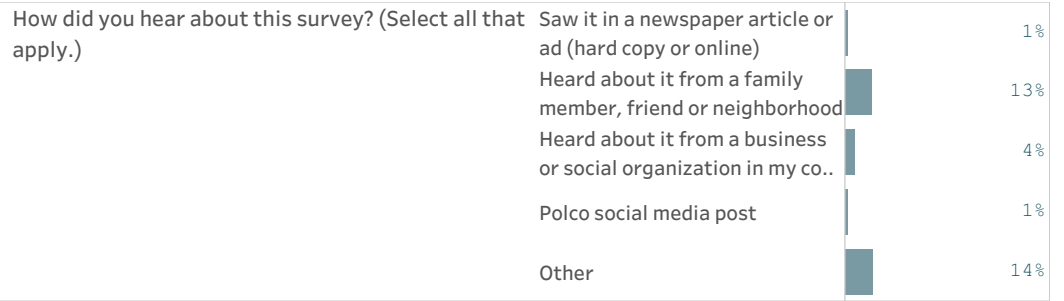 How did you hear about this survey? (Select all that
apply.)
Saw it in a newspaper article or
ad (hard copy or online)
1%
Heard about it from a family
member, friend or neighborhood
13%
Heard about it from a business
or social organization in my co..
4%
Polco social media post
1%
Other
14%